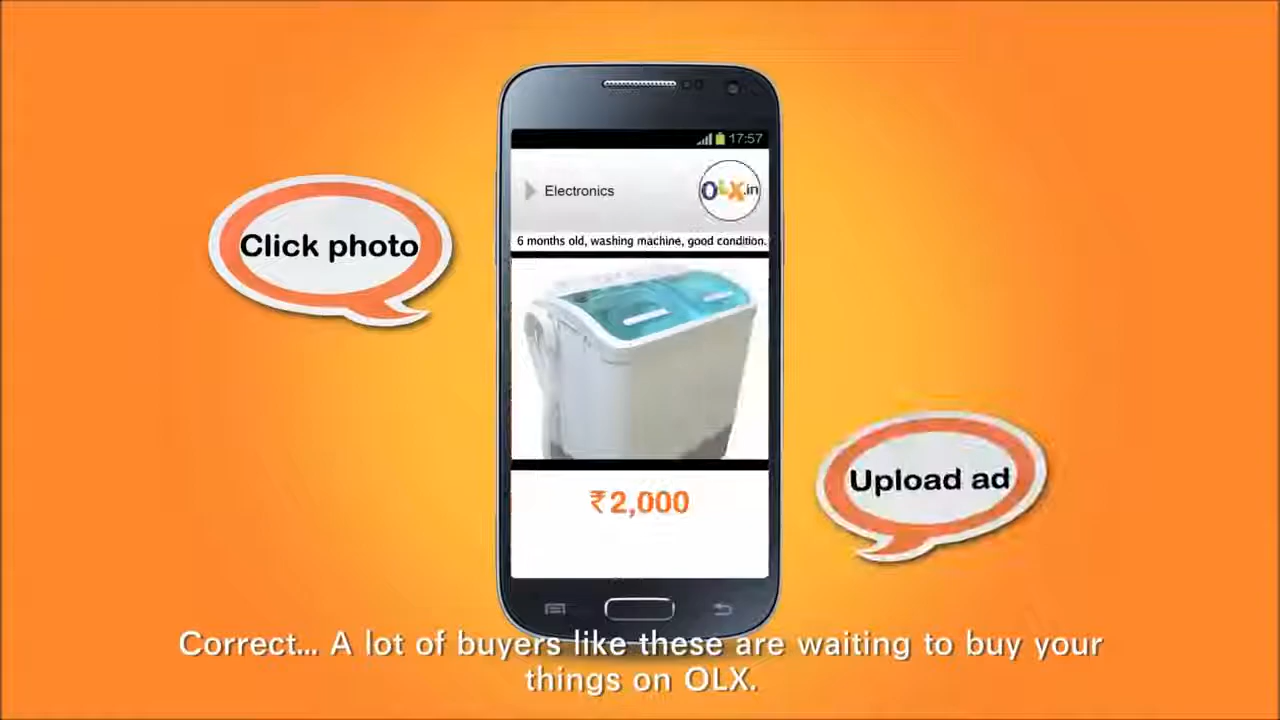 17:57
Electronics
OLX.in
6 months old, washing machine, good condition.
Click photo
Upload ad
₹2,000
Correct... A lot of buyers like these are waiting to buy your
things on OLX.